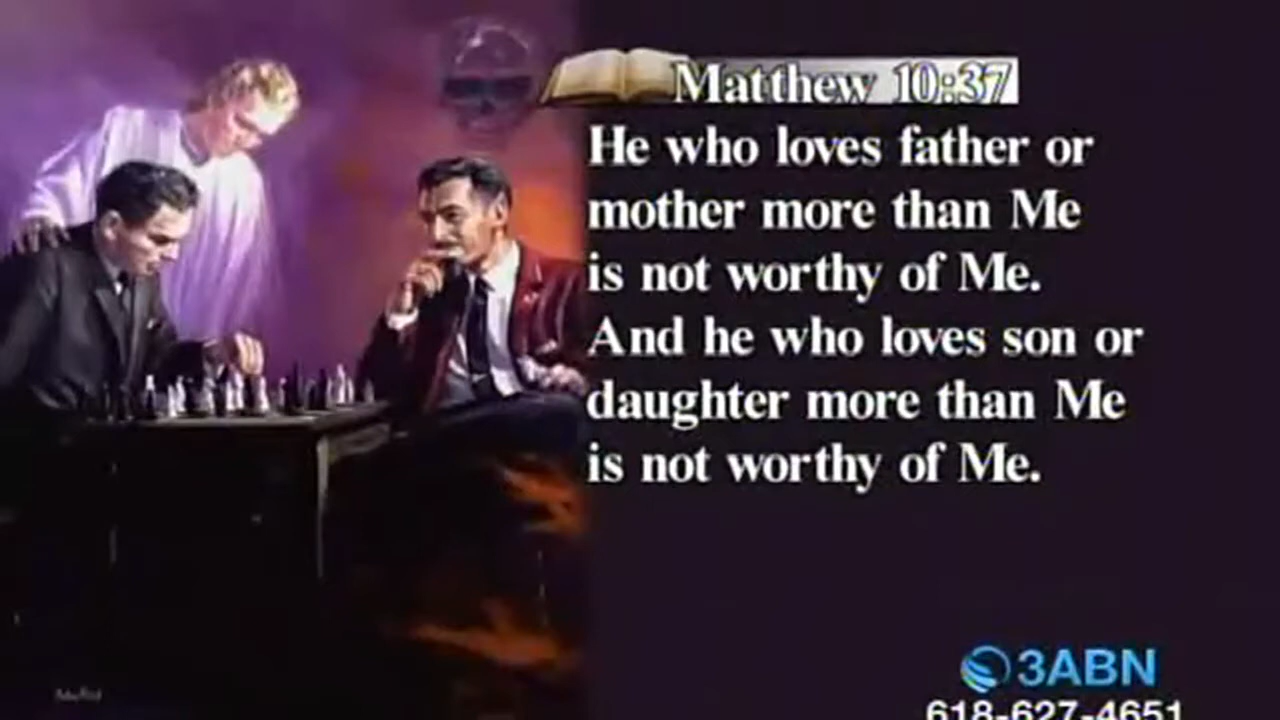 Matthew 10:37
He who loves father or
mother more than Me
is not worthy of Me.
And he who loves son or
daughter more than Me
is not worthy of Me.
3ABN
618-627-4651